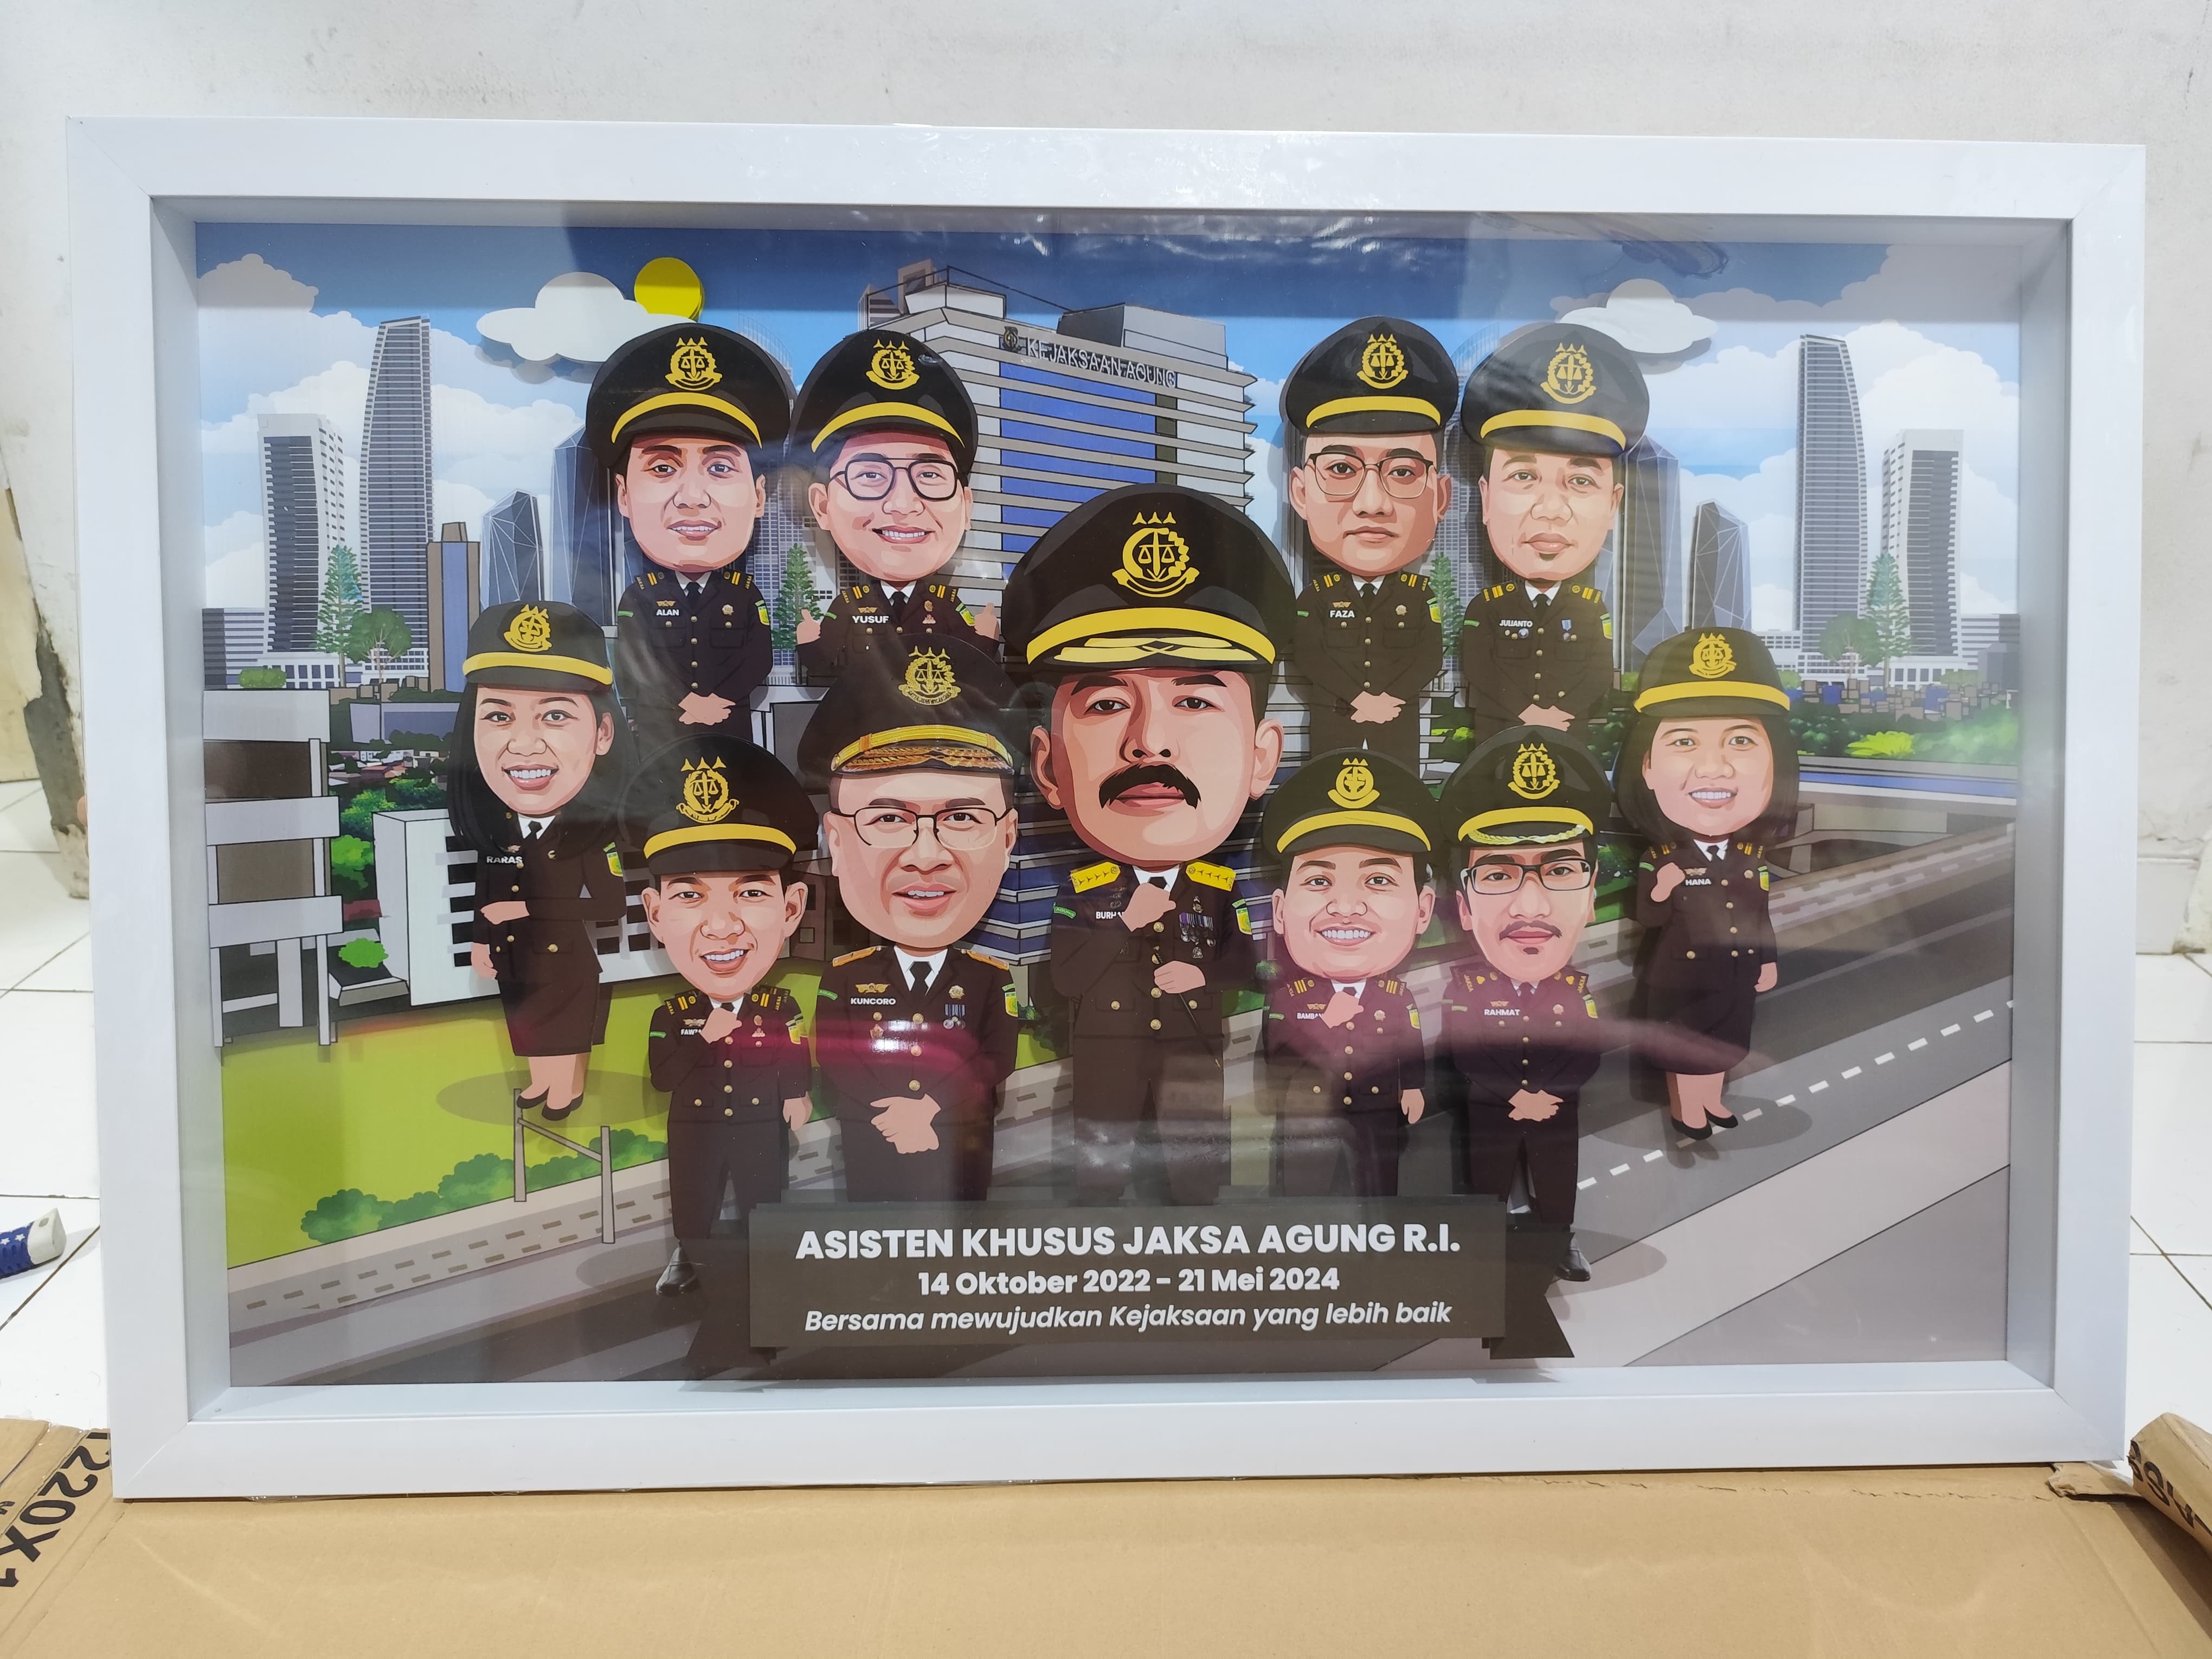 KEJAKSAAN AGUNG
ALAN
YUSUF
FAZA
JULIANTO
RARAS
HANA
KUNCORO
RAHMAT
ASISTEN KHUSUS JAKSA AGUNG R.I.
14 Oktober 2022 - 21 Mei 2024
Bersama mewujudkan Kejaksaan yang lebih baik